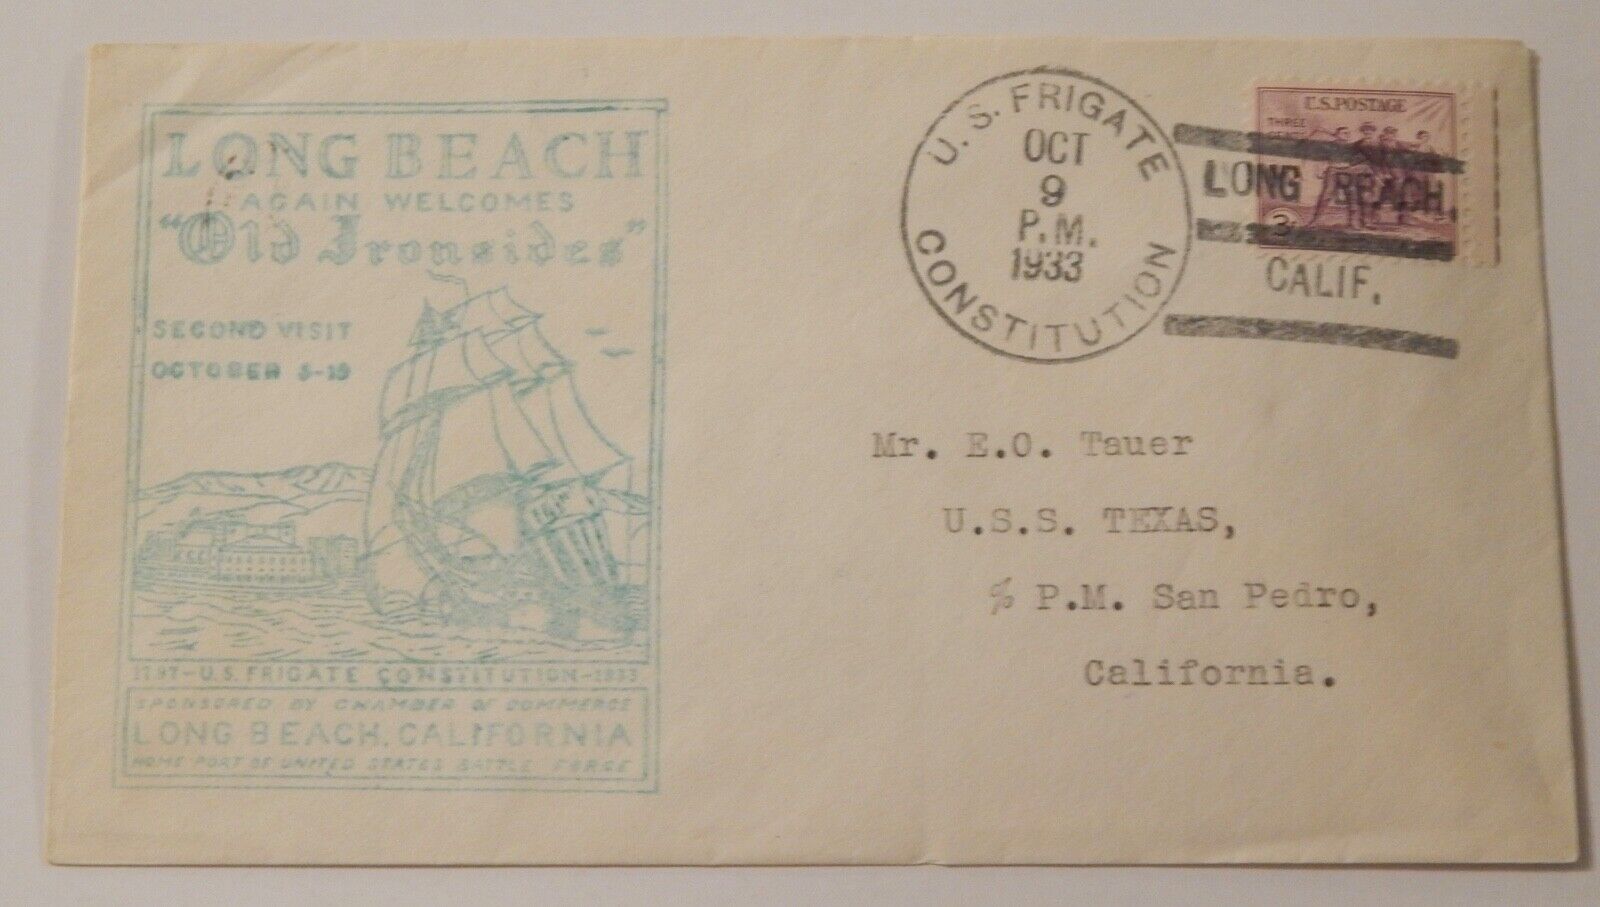 LONG BEACH
AGAIN WELCOMES
"Old Ironsides"
SECOND VISIT
OCTOBER 5-19
1797-U.S. FRIGATE CONSTITUTION-1933
SPONSORED BY CHAMBER OF COMMERCE
LONG BEACH, CALIFORNIA
HOME PORT OF UNITED STATES BATTLE FORCE
U.S. FRIGATE
OCT
9
P.M.
1933
CONSTITUTION
LONG BEACH,
CALIF.
U.S.POSTAGE
THREE
CENTS
3
Mr. E.O. Tauer
U.S.S. TEXAS,
% P.M. San Pedro,
California.